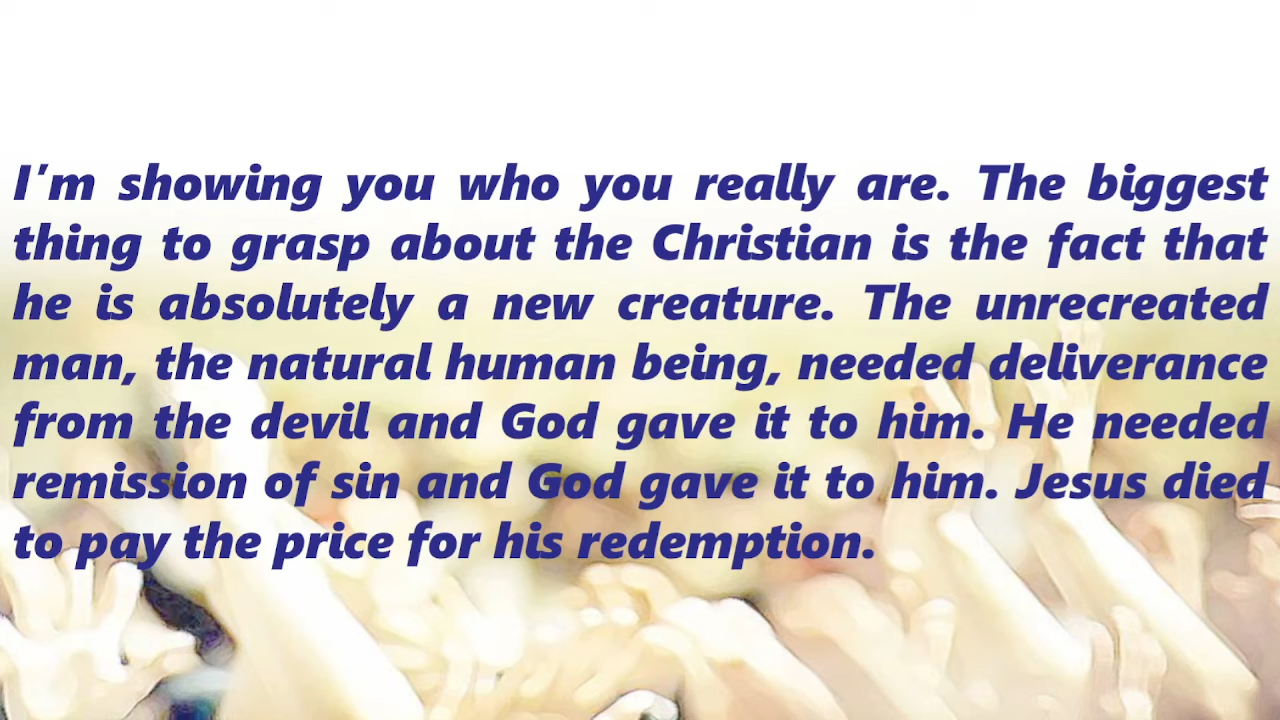 I'm showing you who you really are. The biggest
thing to grasp about the Christian is the fact that
he is absolutely a new creature. The unrecreated
man, the natural human being, needed deliverance
from the devil and God gave it to him. He needed
remission of sin and God gave it to him. Jesus died
to pay the price for his redemption.